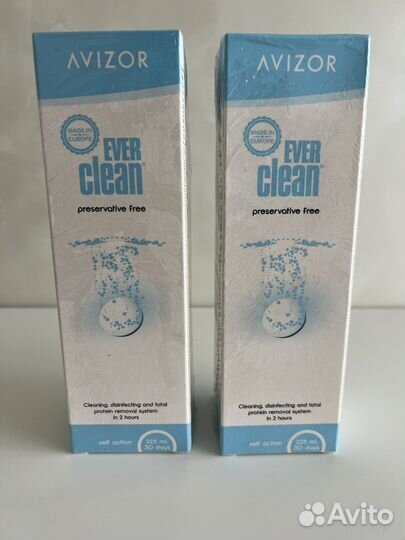 AVIZOR
MADE IN
EUROPE
EVER
clean®
preservative free
Cleaning, disinfecting and total
protein removal system
in 2 hours
self action
225 ml
30 days
AVIZOR
MADE IN
EUROPE
EVER
clean®
preservative free
Cleaning, disinfecting and total
protein removal system
in 2 hours
self action
225 ml
30 days
Avito